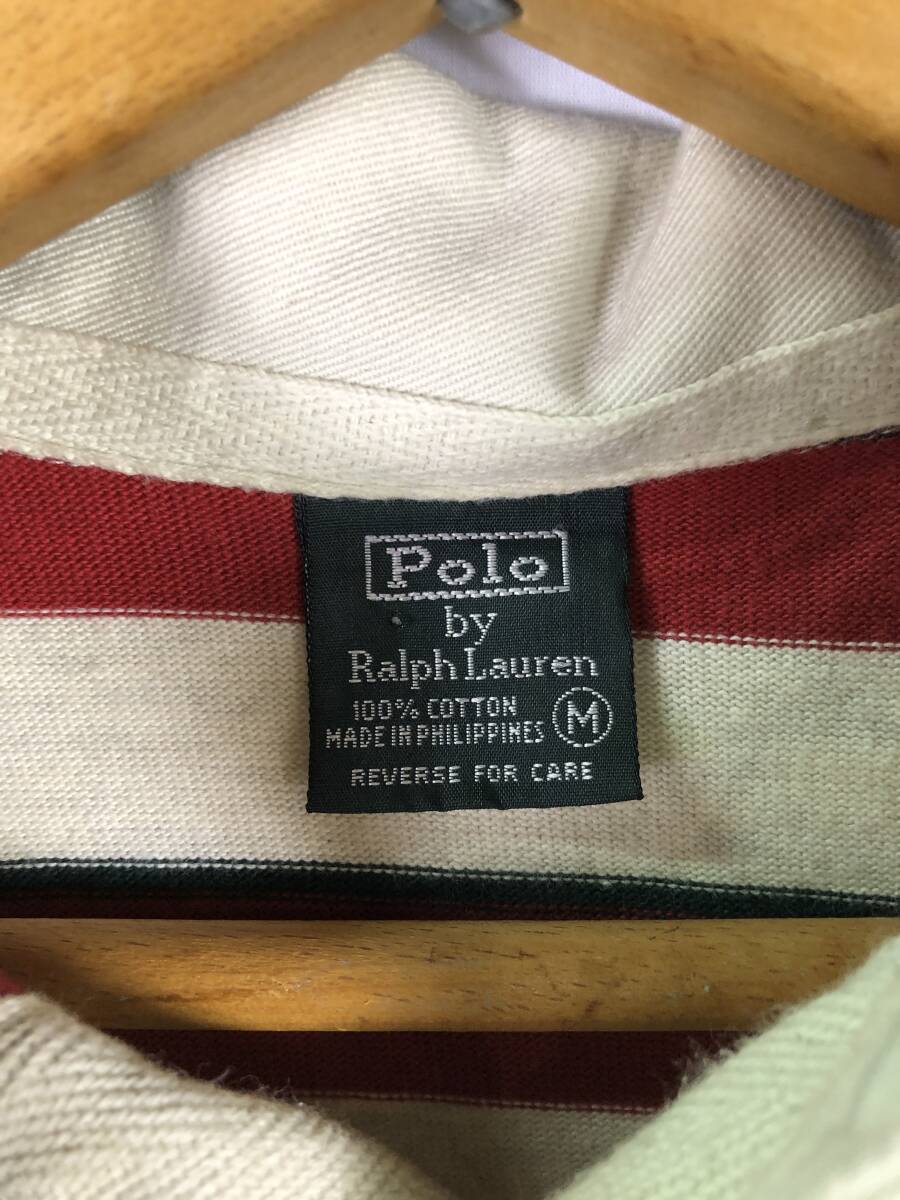 Polo
by
Ralph Lauren
100% COTTON
MADE IN PHILIPPINES
M
REVERSE FOR CARE